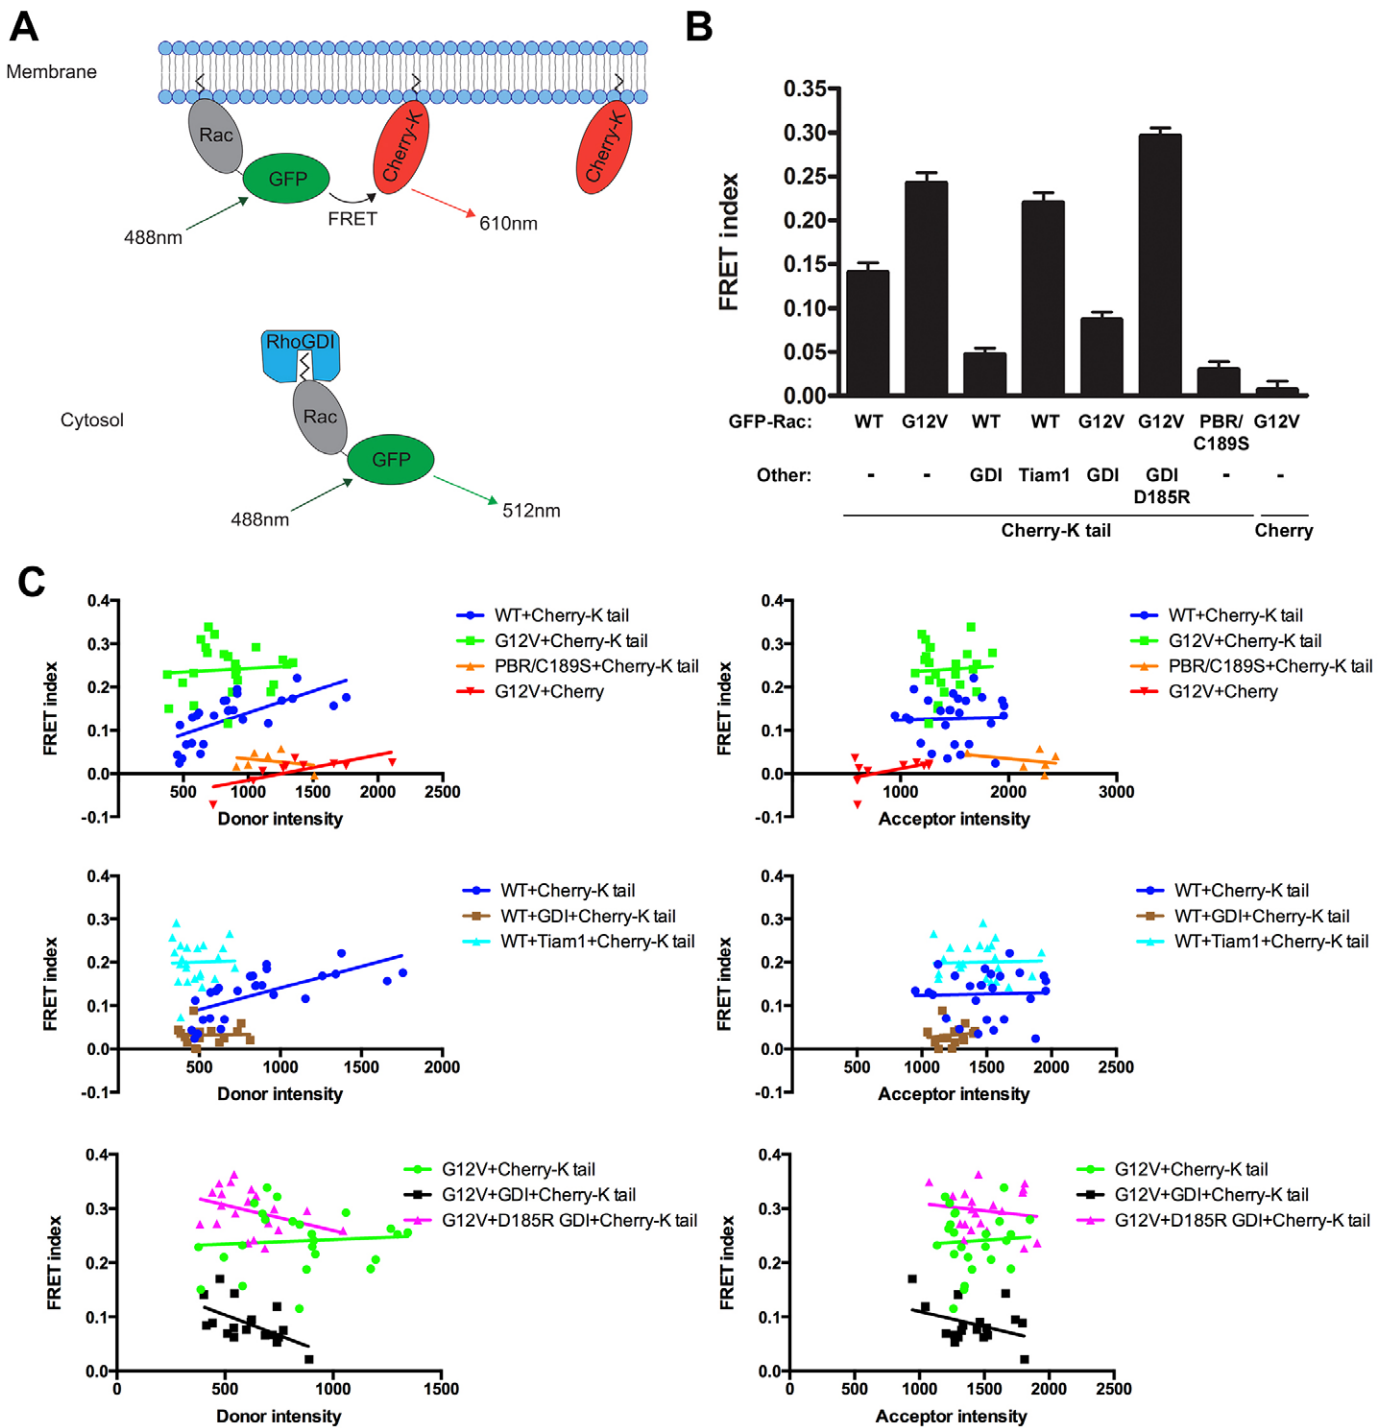 A
Membrane
Rac
GFP
Cherry-K
Cherry-K
FRET
488nm
610nm
RhoGDI
Rac
Cytosol
GFP
488nm
512nm
B
FRET index
0.35
0.30
0.25
0.20
0.15
0.10
0.05
0.00
GFP-Rac: WT G12V WT WT G12V G12V PBR/ G12V
C189S
Other: - - GDI Tiam1 GDI GDI - -
D185R
Cherry-K tail Cherry
C
FRET index
0.4
0.3
0.2
0.1
0.0
-0.1
500 1000 1500 2000 2500
Donor intensity
WT+Cherry-K tail
G12V+Cherry-K tail
PBR/C189S+Cherry-K tail
G12V+Cherry
FRET index
0.4
0.3
0.2
0.1
0.0
-0.1
1000 2000 3000
Acceptor intensity
WT+Cherry-K tail
G12V+Cherry-K tail
PBR/C189S+Cherry-K tail
G12V+Cherry
FRET index
0.4
0.3
0.2
0.1
0.0
-0.1
500 1000 1500 2000
Donor intensity
WT+Cherry-K tail
WT+GDI+Cherry-K tail
WT+Tiam1+Cherry-K tail
FRET index
0.4
0.3
0.2
0.1
0.0
-0.1
500 1000 1500 2000 2500
Acceptor intensity
WT+Cherry-K tail
WT+GDI+Cherry-K tail
WT+Tiam1+Cherry-K tail
FRET index
0.4
0.3
0.2
0.1
0.0
0 500 1000 1500
Donor intensity
G12V+Cherry-K tail
G12V+GDI+Cherry-K tail
G12V+D185R GDI+Cherry-K tail
FRET index
0.4
0.3
0.2
0.1
0.0
0 500 1000 1500 2000 2500
Acceptor intensity
G12V+Cherry-K tail
G12V+GDI+Cherry-K tail
G12V+D185R GDI+Cherry-K tail